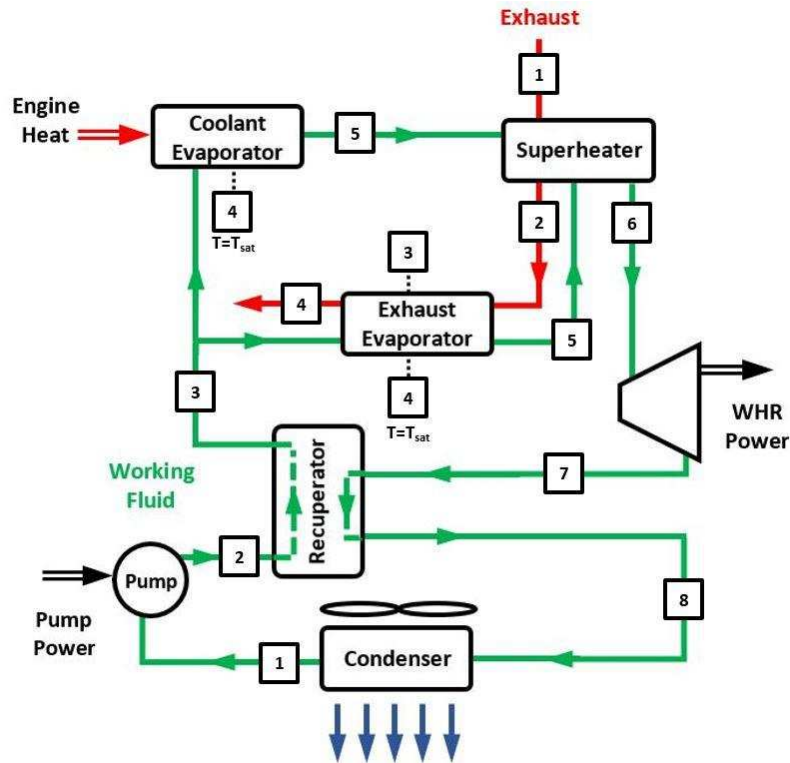 Exhaust
1
Engine
Heat
Coolant
Evaporator
5
Superheater
4
T=Tsat
2
6
3
4
Exhaust
Evaporator
5
3
4
T=Tsat
WHR
Power
Working
Fluid
Recuperator
7
2
Pump
Pump
Power
8
1
Condenser